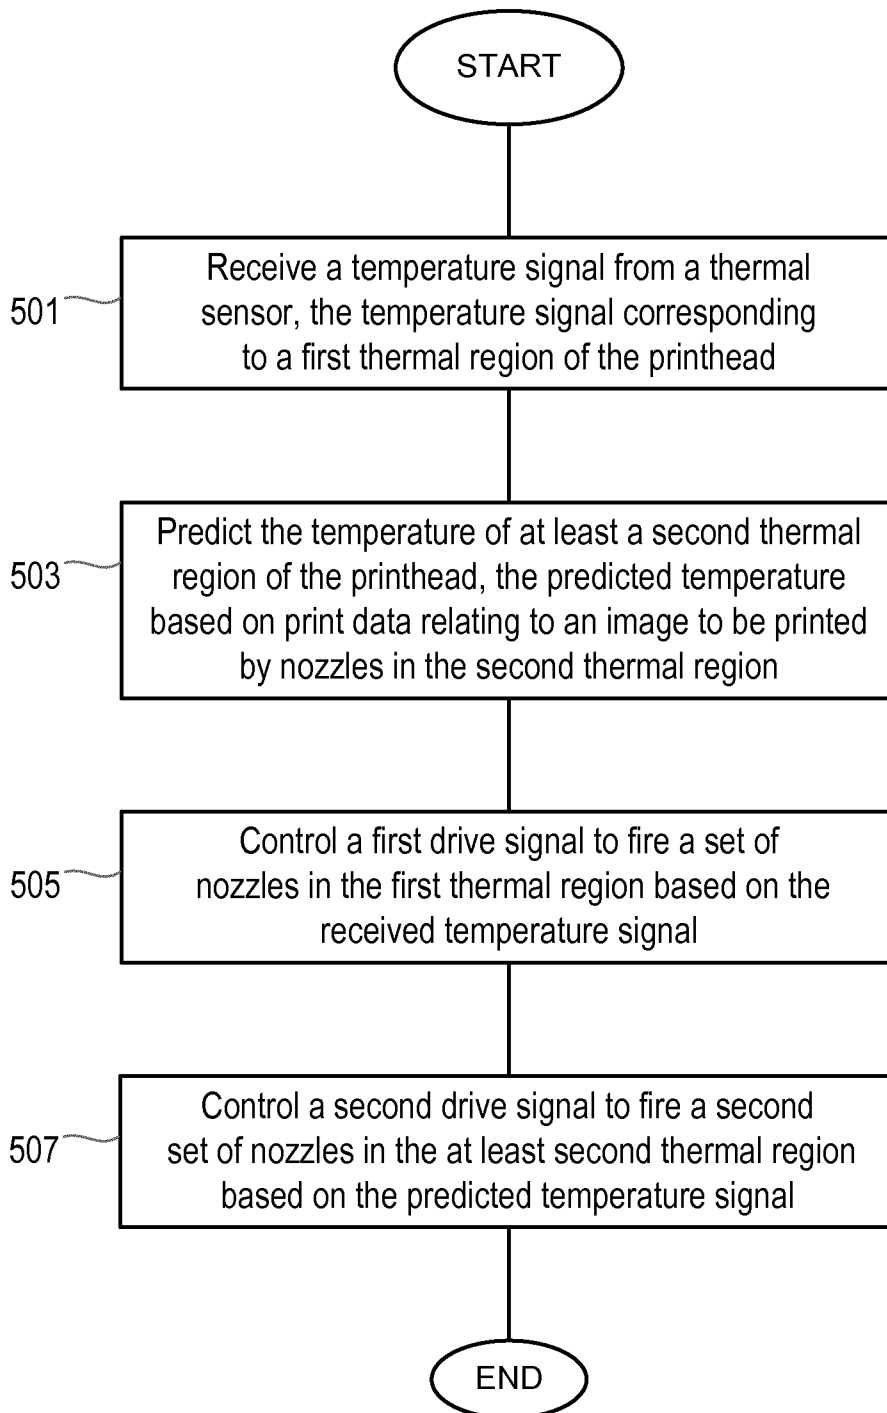 START
501
Receive a temperature signal from a thermal
sensor, the temperature signal corresponding
to a first thermal region of the printhead
503
Predict the temperature of at least a second thermal
region of the printhead, the predicted temperature
based on print data relating to an image to be printed
by nozzles in the second thermal region
505
Control a first drive signal to fire a set of
nozzles in the first thermal region based on the
received temperature signal
507
Control a second drive signal to fire a second
set of nozzles in the at least second thermal region
based on the predicted temperature signal
END